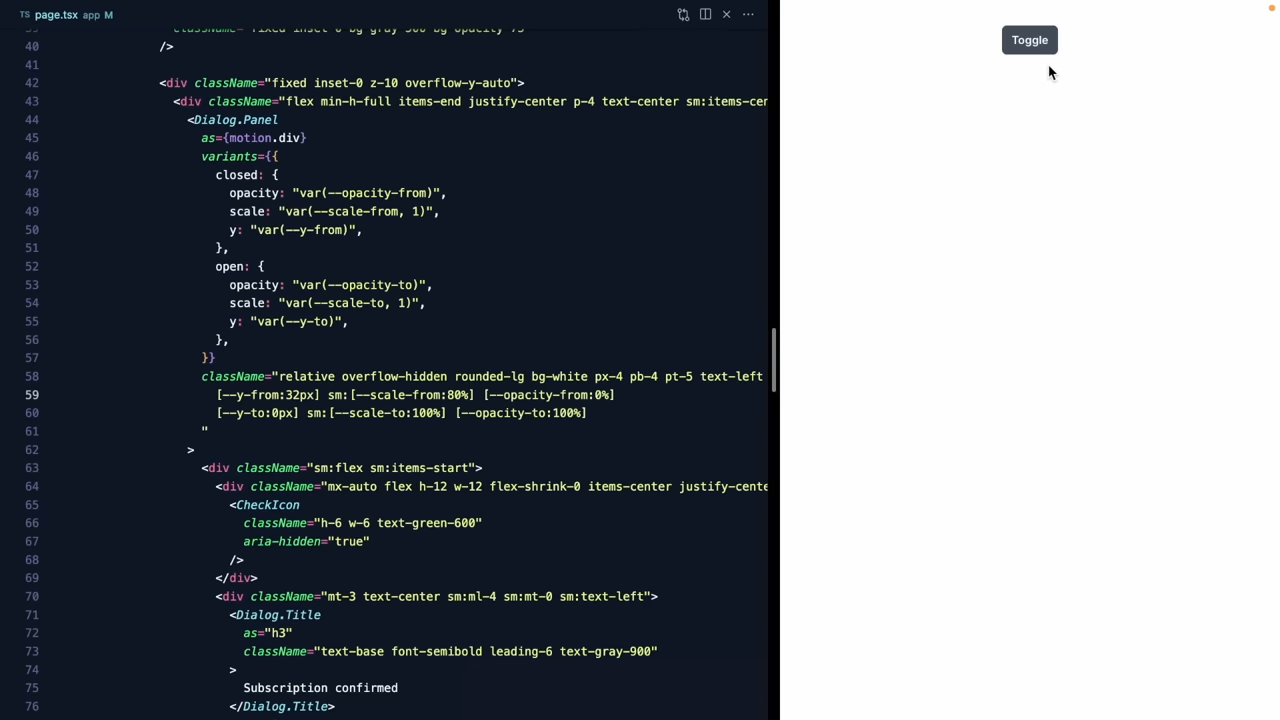 TS page.tsx app M
Toggle
40 />
41
42 <div className="fixed inset-0 z-10 overflow-y-auto">
43 <div className="flex min-h-full items-end justify-center p-4 text-center sm:items-cen
44 <Dialog.Panel
45 as={motion.div}
46 variants={{
47 closed: {
48 opacity: "var(--opacity-from)",
49 scale: "var(--scale-from, 1)",
50 y: "var(--y-from)",
51 },
52 open: {
53 opacity: "var(--opacity-to)",
54 scale: "var(--scale-to, 1)",
55 y: "var(--y-to)",
56 },
57 }}
58 className="relative overflow-hidden rounded-lg bg-white px-4 pb-4 pt-5 text-left
59 [--y-from:32px] sm:[--scale-from:80%] [--opacity-from:0%]
60 [--y-to:0px] sm:[--scale-to:100%] [--opacity-to:100%]
61 "
62 >
63 <div className="sm:flex sm:items-start">
64 <div className="mx-auto flex h-12 w-12 flex-shrink-0 items-center justify-cente
65 <CheckIcon
66 className="h-6 w-6 text-green-600"
67 aria-hidden="true"
68 />
69 </div>
70 <div className="mt-3 text-center sm:ml-4 sm:mt-0 sm:text-left">
71 <Dialog.Title
72 as="h3"
73 className="text-base font-semibold leading-6 text-gray-900"
74 >
75 Subscription confirmed
76 </Dialog.Title>